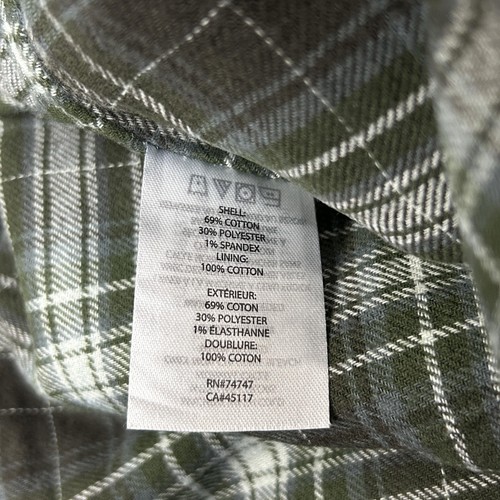 SHELL:
69% COTTON
30% POLYESTER
1% SPANDEX
LINING:
100% COTTON
EXTÉRIEUR:
69% COTON
30% POLYESTER
1% ÉLASTHANNE
DOUBLURE:
100% COTON
RN#74747
CA#45117